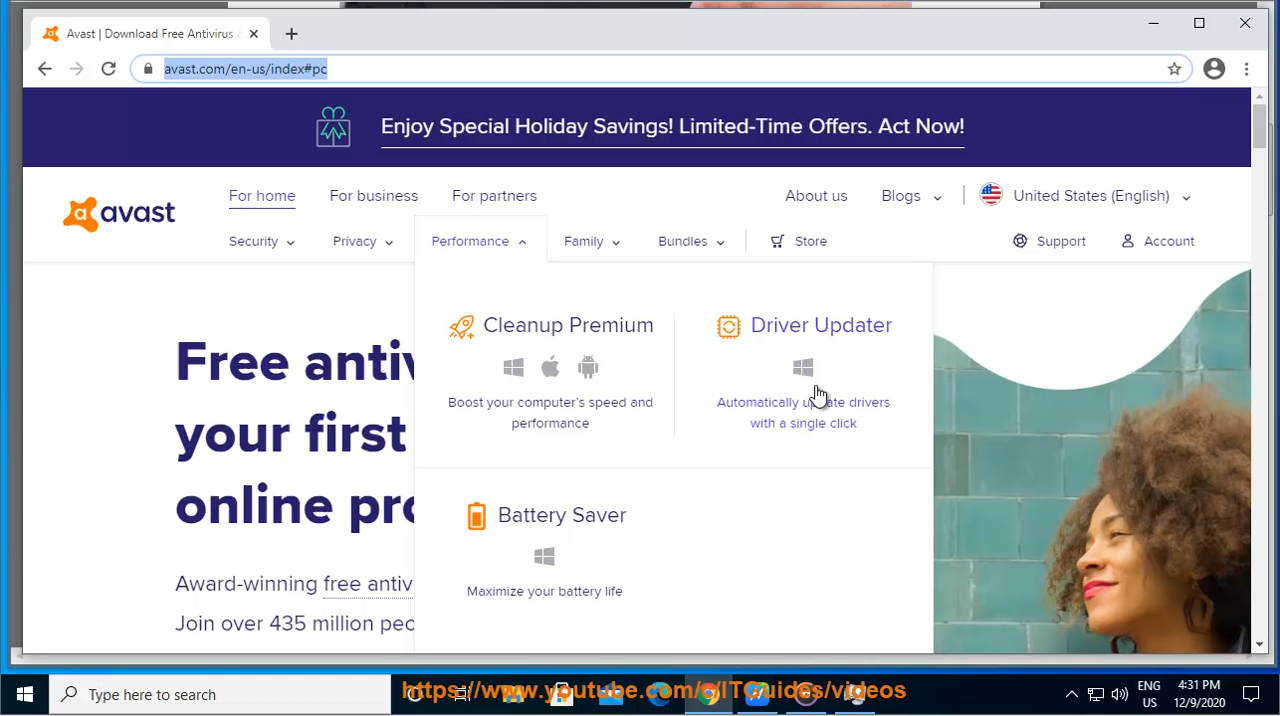 Avast | Download Free Antivirus
avast.com/en-us/index#pc
Enjoy Special Holiday Savings! Limited-Time Offers. Act Now!
avast
For home For business For partners About us Blogs United States (English)
Security Privacy Performance Family Bundles Store Support Account
Cleanup Premium
Boost your computer's speed and
performance
Driver Updater
Automatically update drivers
with a single click
Battery Saver
Maximize your battery life
Free
your first
online
Award-winning free
Join over 435 million
Type here to search
https://www.youtube.com/c/ITGuides/videos
ENG
US
4:31 PM
12/9/2020